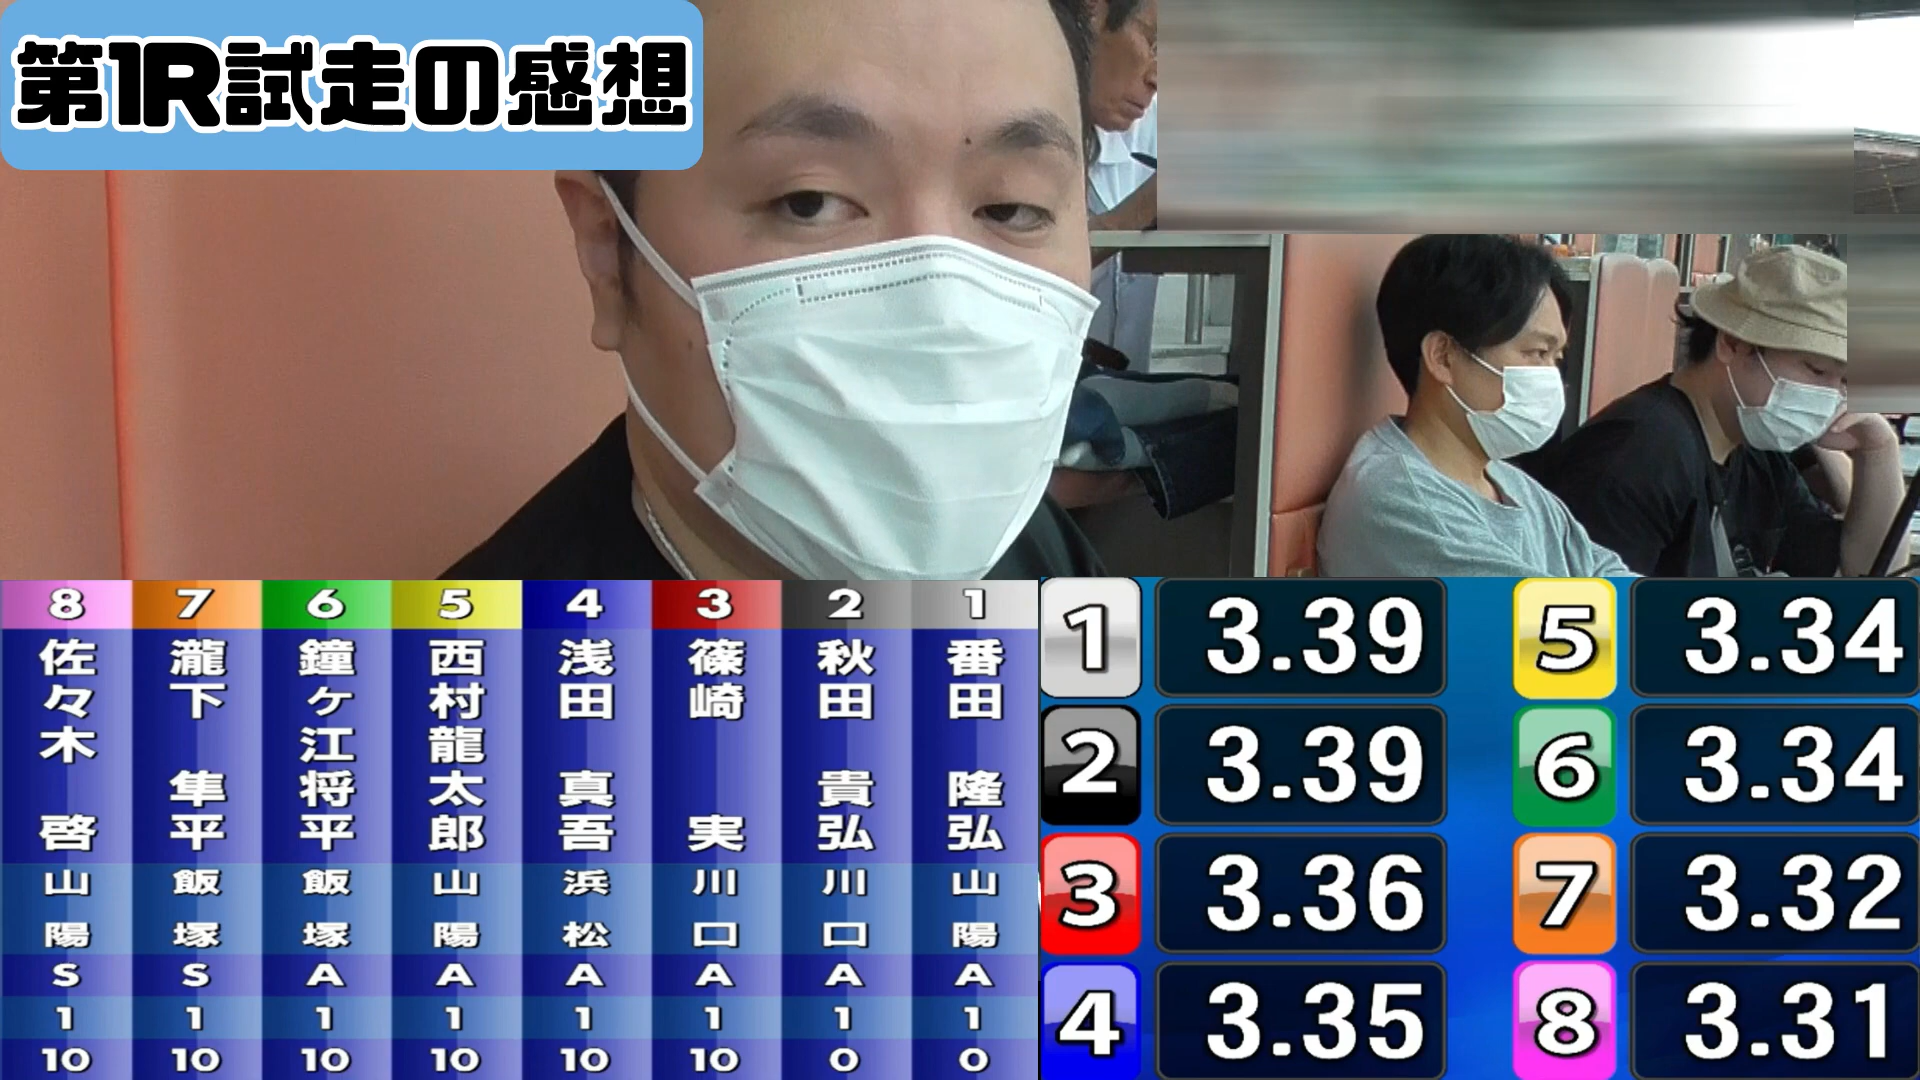 第1R試走の感想
8 7 6 5 4 3 2 1
佐々木 啓
瀧下 隼平
鐘ヶ江将平
西村龍太郎
浅田 真吾
篠崎 実
秋田 貴弘
番田 隆弘
山陽 飯塚 飯塚 山陽 浜松 川口 川口 山陽
S S A A A A A A
1 1 1 1 1 1 1 1
10 10 10 10 10 10 0 0
1 3.39
2 3.39
3 3.36
4 3.35
5 3.34
6 3.34
7 3.32
8 3.31